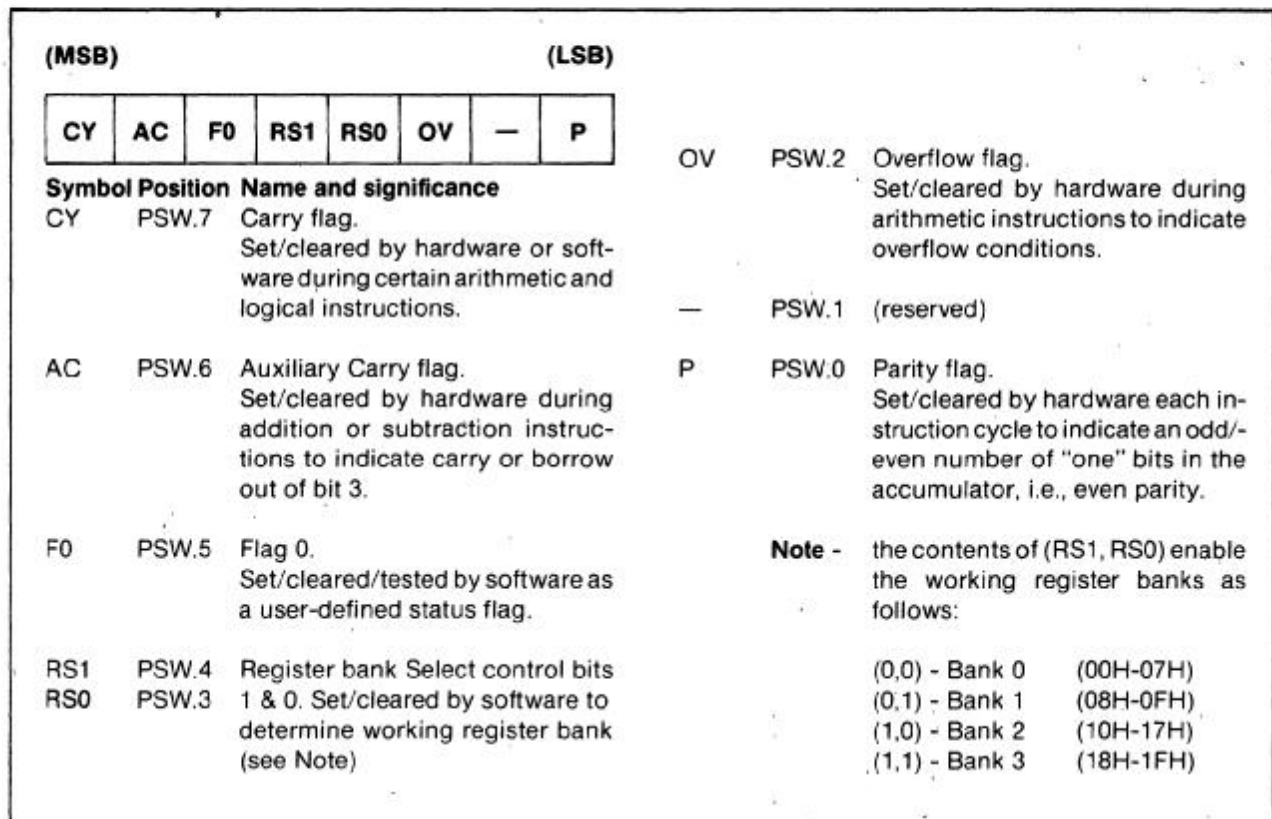 (MSB) (LSB)
CY AC F0 RS1 RS0 OV — P
Symbol Position Name and significance
CY PSW.7 Carry flag.
Set/cleared by hardware or soft-
ware during certain arithmetic and
logical instructions.
AC PSW.6 Auxiliary Carry flag.
Set/cleared by hardware during
addition or subtraction instruc-
tions to indicate carry or borrow
out of bit 3.
F0 PSW.5 Flag 0.
Set/cleared/tested by software as
a user-defined status flag.
RS1 PSW.4 Register bank Select control bits
RS0 PSW.3 1 & 0. Set/cleared by software to
determine working register bank
(see Note)
OV PSW.2 Overflow flag.
Set/cleared by hardware during
arithmetic instructions to indicate
overflow conditions.
— PSW.1 (reserved)
P PSW.0 Parity flag.
Set/cleared by hardware each in-
struction cycle to indicate an odd/-
even number of "one" bits in the
accumulator, i.e., even parity.
Note - the contents of (RS1, RS0) enable
the working register banks as
follows:
(0,0) - Bank 0 (00H-07H)
(0,1) - Bank 1 (08H-0FH)
(1,0) - Bank 2 (10H-17H)
(1,1) - Bank 3 (18H-1FH)